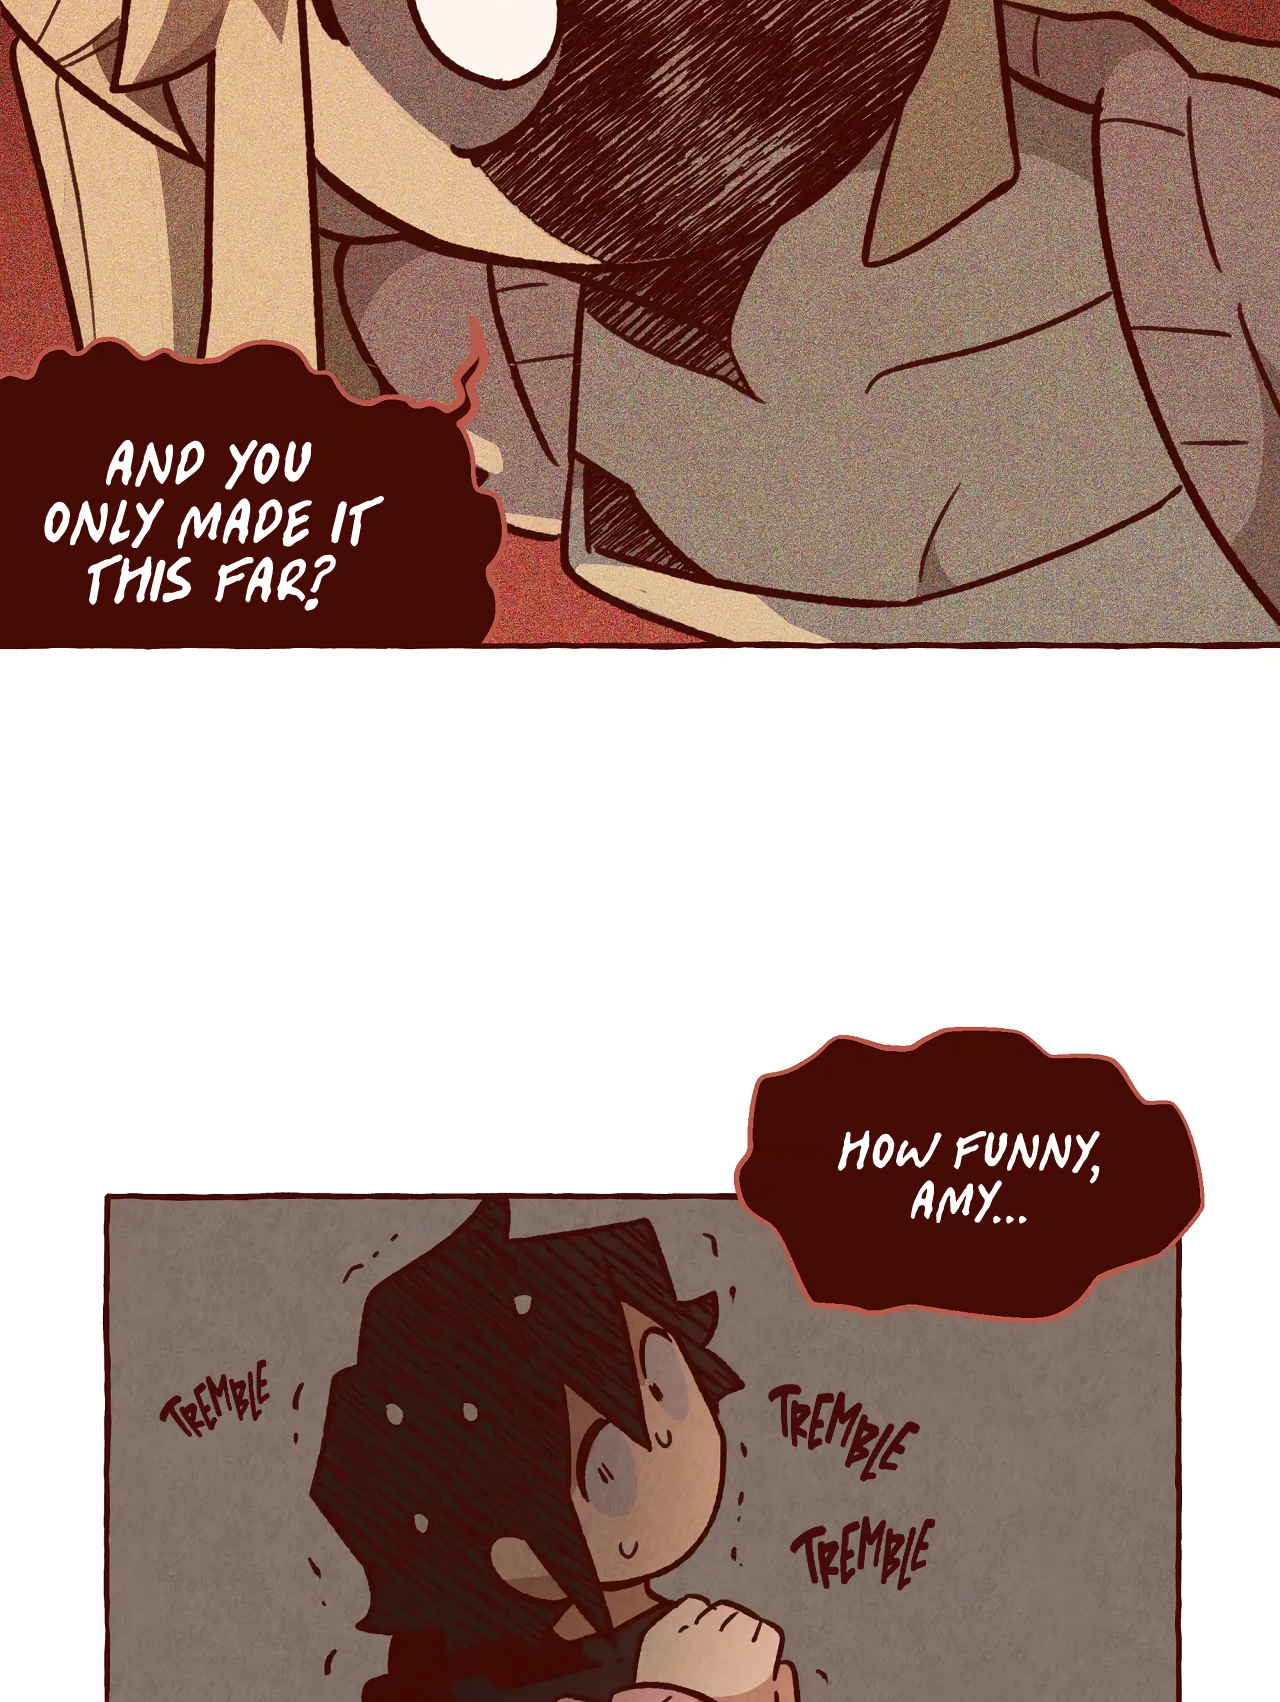 AND YOU
ONLY MADE IT
THIS FAR?
HOW FUNNY,
AMY...
TREMBLE
TREMBLE
TREMBLE